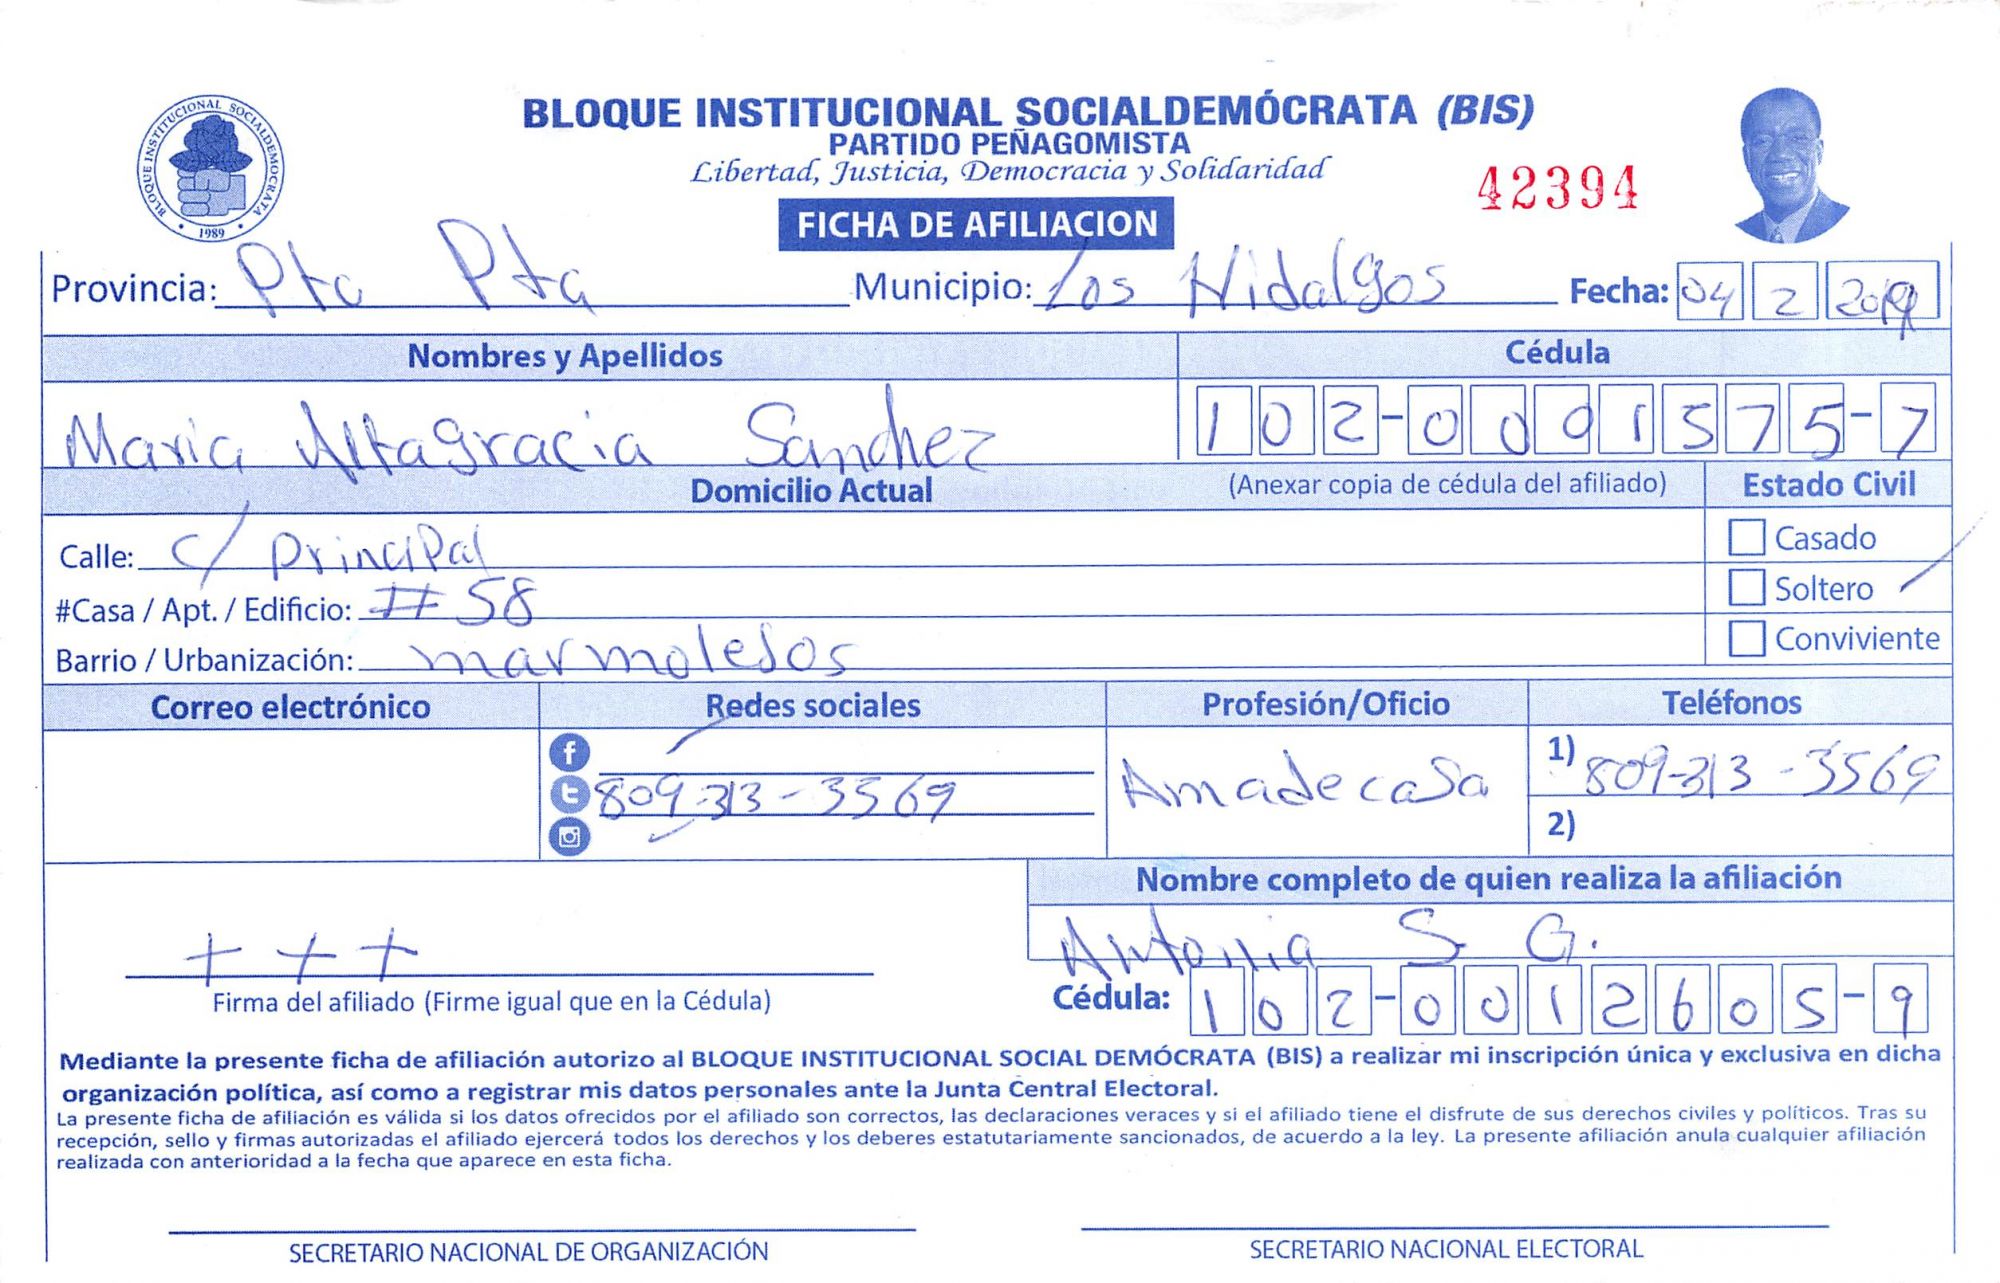 BLOQUE INSTITUCIONAL SOCIALDEMOCRATA
1989
BLOQUE INSTITUCIONAL SOCIALDEMÓCRATA (BIS)
PARTIDO PEÑAGOMISTA
Libertad, Justicia, Democracia y Solidaridad
42394
FICHA DE AFILIACION
Provincia: Pta Pta Municipio: Los Hidalgos Fecha: 04 2 2019
Nombres y Apellidos Cédula
Maria Altagracia Sanchez 102-0001575-7
Domicilio Actual (Anexar copia de cédula del afiliado) Estado Civil
Calle: c/ principal Casado
#Casa / Apt. / Edificio: # 58 Soltero
Barrio / Urbanización: marmolejos Conviviente
Correo electrónico Redes sociales Profesión/Oficio Teléfonos
809-313-3569 Amadecasa 1) 809-313-3569
2)
Nombre completo de quien realiza la afiliación
+ + + Antonia S G.
Firma del afiliado (Firme igual que en la Cédula) Cédula: 102-0012605-9
Mediante la presente ficha de afiliación autorizo al BLOQUE INSTITUCIONAL SOCIAL DEMÓCRATA (BIS) a realizar mi inscripción única y exclusiva en dicha
organización política, así como a registrar mis datos personales ante la Junta Central Electoral.
La presente ficha de afiliación es válida si los datos ofrecidos por el afiliado son correctos, las declaraciones veraces y si el afiliado tiene el disfrute de sus derechos civiles y políticos. Tras su
recepción, sello y firmas autorizadas el afiliado ejercerá todos los derechos y los deberes estatutariamente sancionados, de acuerdo a la ley. La presente afiliación anula cualquier afiliación
realizada con anterioridad a la fecha que aparece en esta ficha.
SECRETARIO NACIONAL DE ORGANIZACIÓN SECRETARIO NACIONAL ELECTORAL